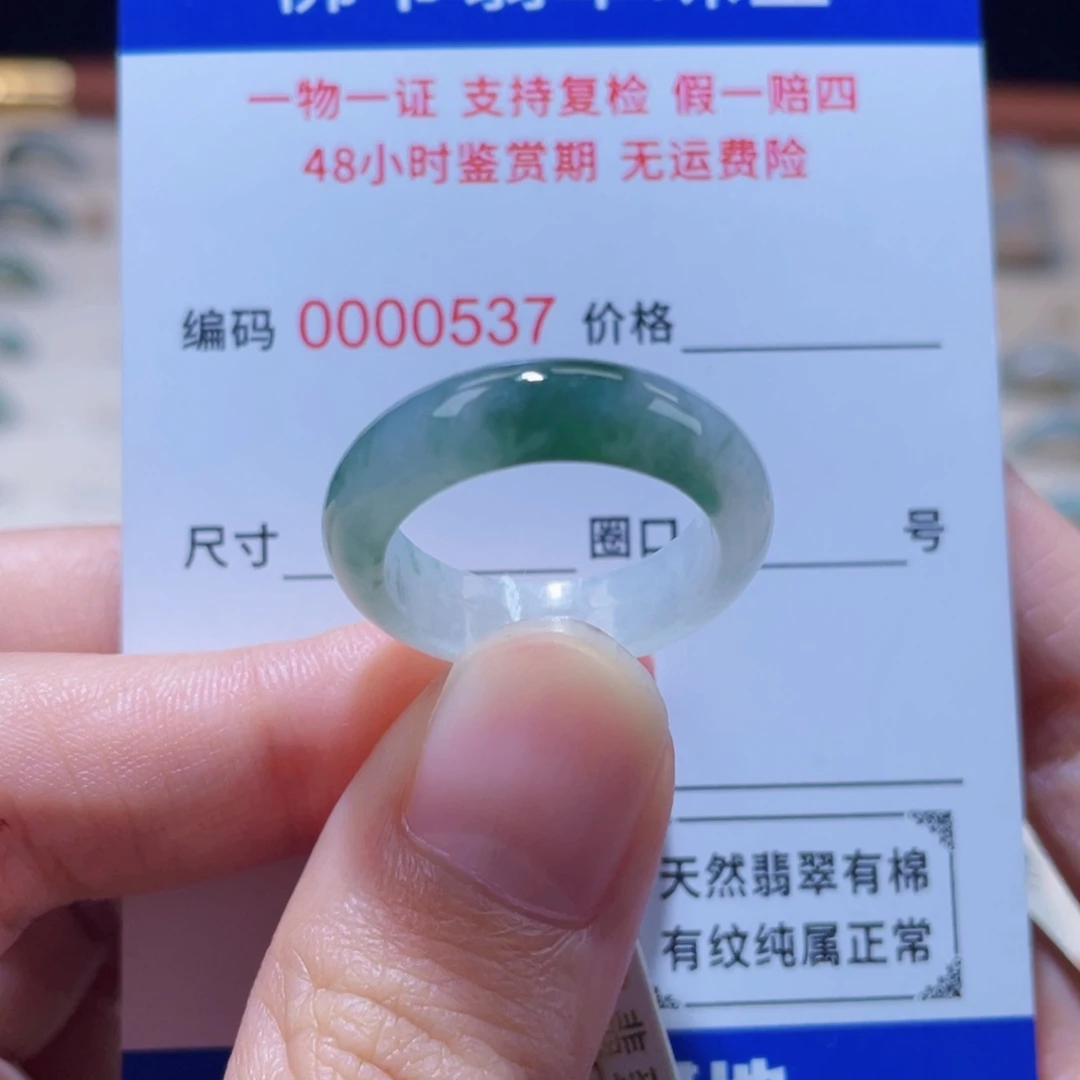 一物一证 支持复检 假一赔四
48小时鉴赏期 无运费险
编码 0000537 价格
尺寸 圈口 号
天然翡翠有棉
有纹纯属正常